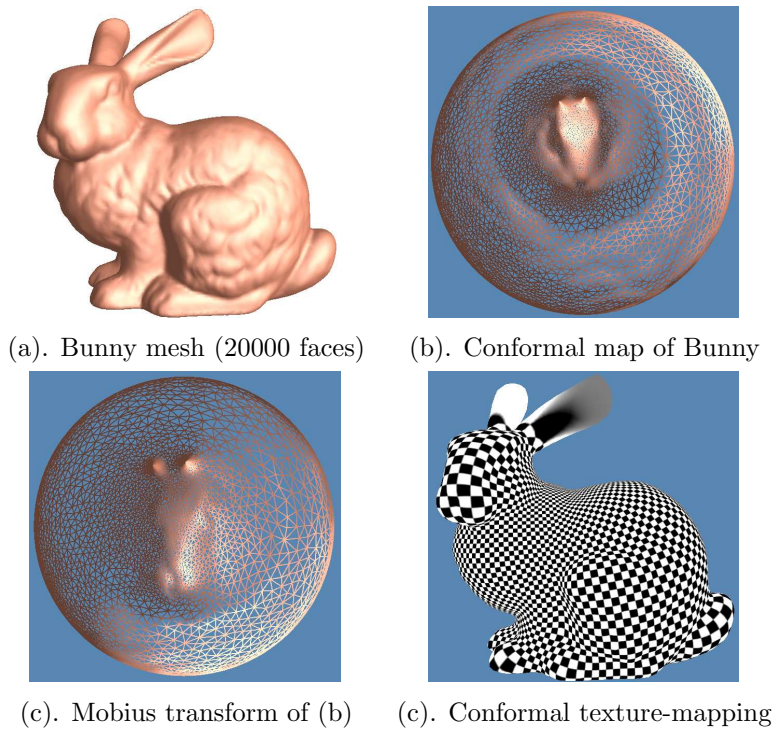 (a). Bunny mesh (20000 faces)
(b). Conformal map of Bunny
(c). Mobius transform of (b)
(c). Conformal texture-mapping